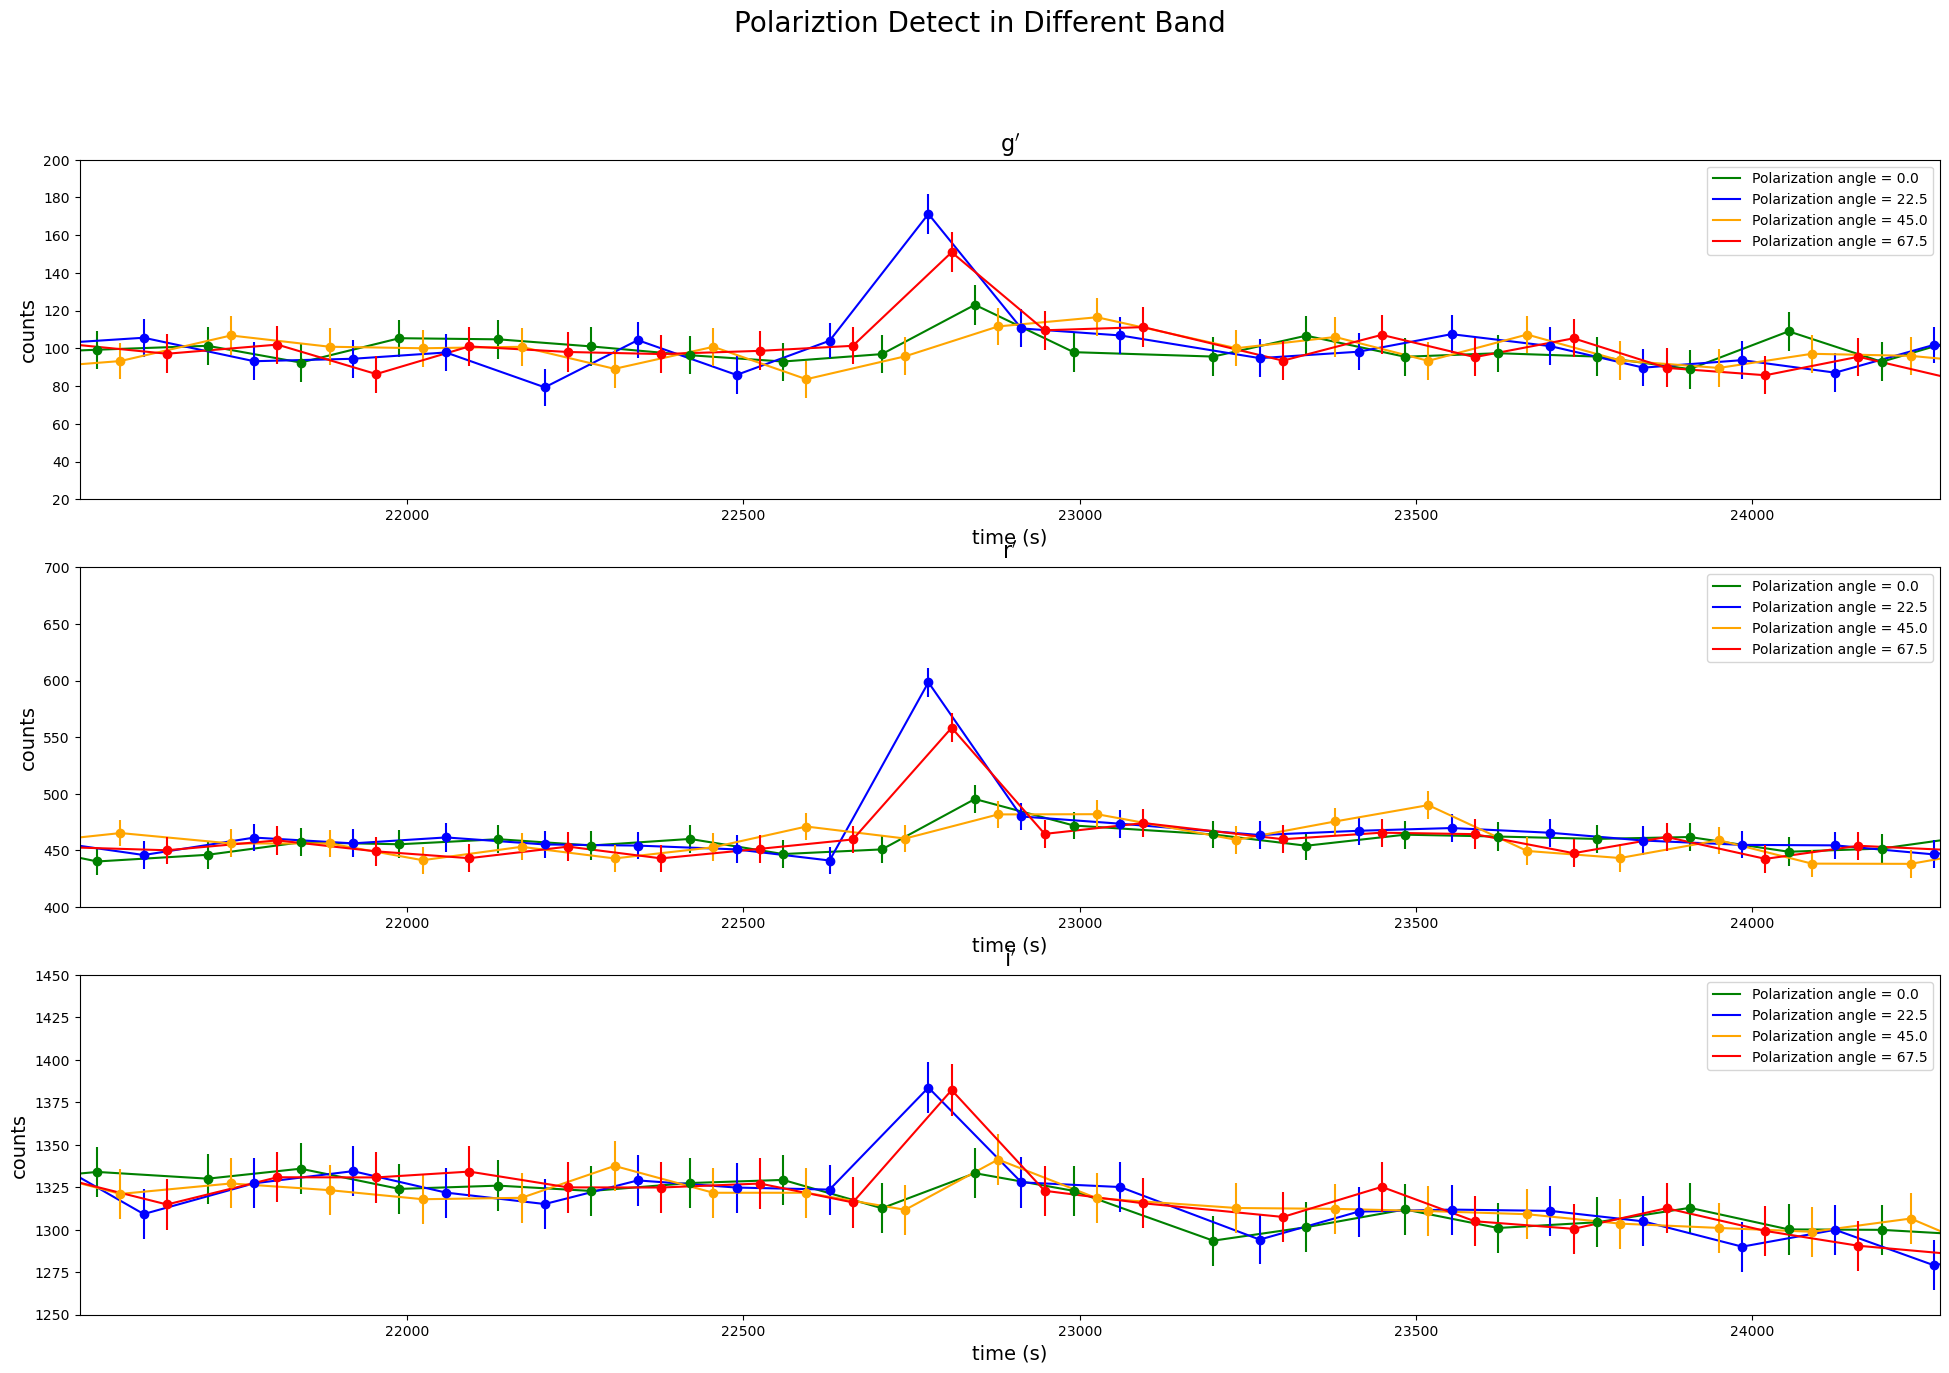 Polariztion Detect in Different Band
g′
200
180
160
140
120
100
80
60
40
20
counts
Polarization angle = 0.0
Polarization angle = 22.5
Polarization angle = 45.0
Polarization angle = 67.5
22000 22500 23000 23500 24000
time (s)
r′
700
650
600
550
500
450
400
counts
Polarization angle = 0.0
Polarization angle = 22.5
Polarization angle = 45.0
Polarization angle = 67.5
22000 22500 23000 23500 24000
time (s)
i′
1450
1425
1400
1375
1350
1325
1300
1275
1250
counts
Polarization angle = 0.0
Polarization angle = 22.5
Polarization angle = 45.0
Polarization angle = 67.5
22000 22500 23000 23500 24000
time (s)